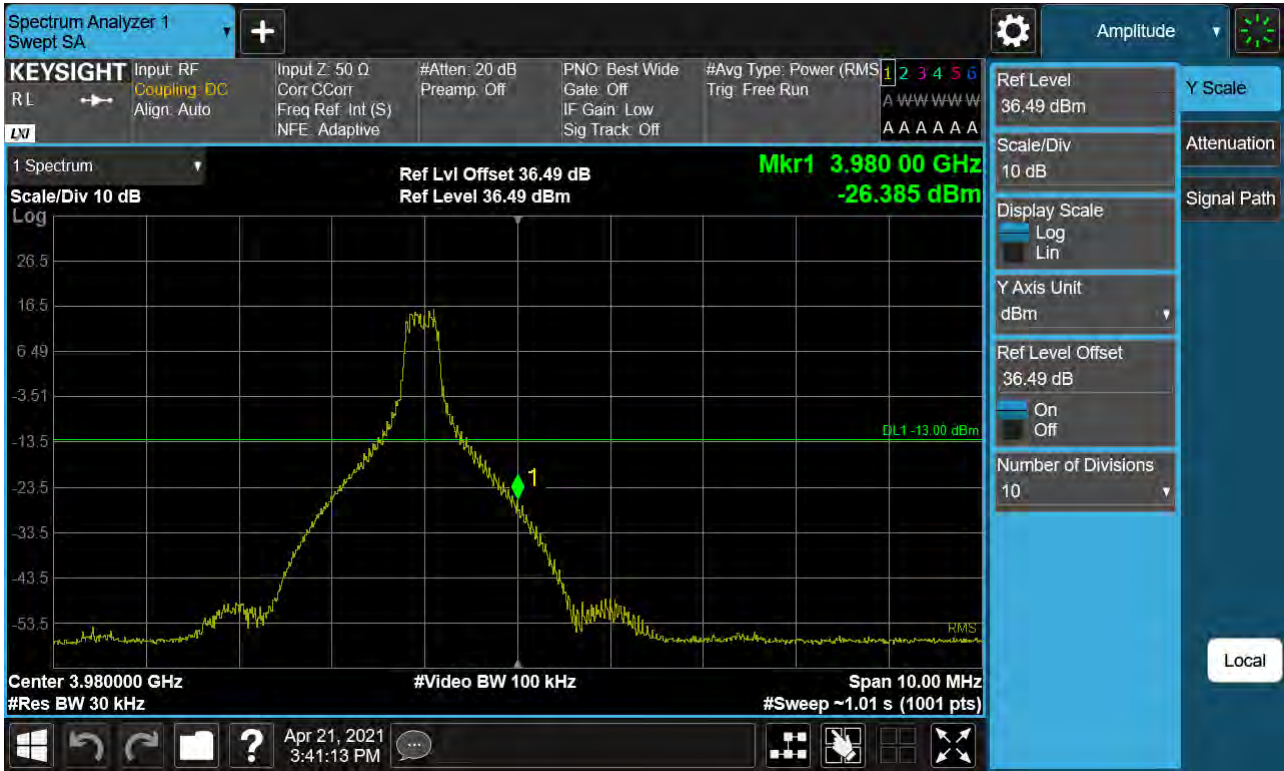 Spectrum Analyzer 1
Swept SA
Amplitude
KEYSIGHT
RL
LXI
Input: RF
Coupling: DC
Align: Auto
Input Z: 50 Ω
Corr CCorr
Freq Ref: Int (S)
NFE: Adaptive
#Atten: 20 dB
Preamp: Off
PNO: Best Wide
Gate: Off
IF Gain: Low
Sig Track: Off
#Avg Type: Power (RMS
Trig: Free Run
1 2 3 4 5 6
A W W W W W
A A A A A A
1 Spectrum
Scale/Div 10 dB
Log
Ref Lvl Offset 36.49 dB
Ref Level 36.49 dBm
Mkr1 3.980 00 GHz
-26.385 dBm
26.5
16.5
6.49
-3.51
-13.5
-23.5
-33.5
-43.5
-53.5
DL1 -13.00 dBm
1
RMS
Center 3.980000 GHz
#Res BW 30 kHz
#Video BW 100 kHz
Span 10.00 MHz
#Sweep ~1.01 s (1001 pts)
Ref Level
36.49 dBm
Scale/Div
10 dB
Display Scale
Log
Lin
Y Axis Unit
dBm
Ref Level Offset
36.49 dB
On
Off
Number of Divisions
10
Y Scale
Attenuation
Signal Path
Local
?
Apr 21, 2021
3:41:13 PM